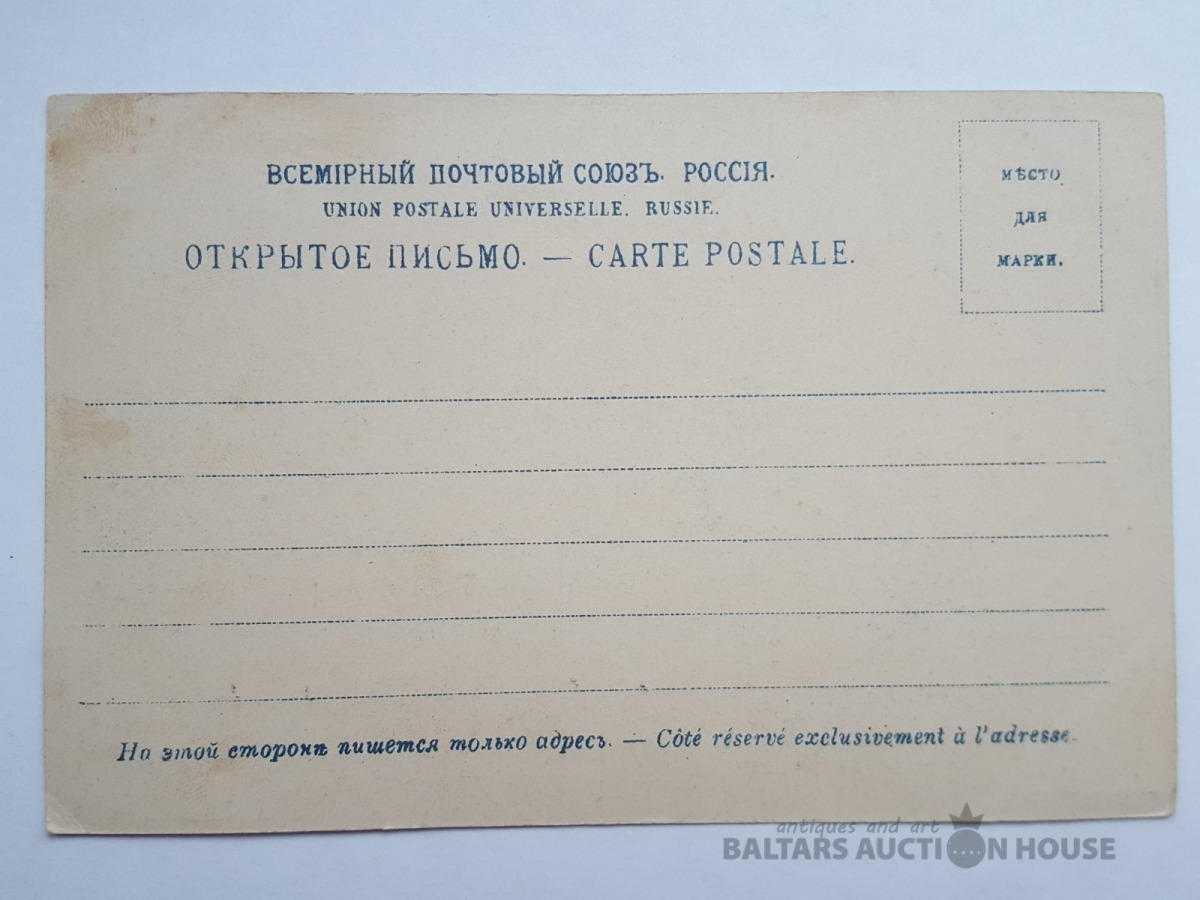 ВСЕМІРНЫЙ ПОЧТОВЫЙ СОЮЗЪ. РОССІЯ.
UNION POSTALE UNIVERSELLE. RUSSIE.
ОТКРЫТОЕ ПИСЬМО. — CARTE POSTALE.
МѢСТО
ДЛЯ
МАРКИ.
На этой сторонѣ пишется только адресъ. — Côté réservé exclusivement à l'adresse.
antiques and art
BALTARS AUCTION HOUSE